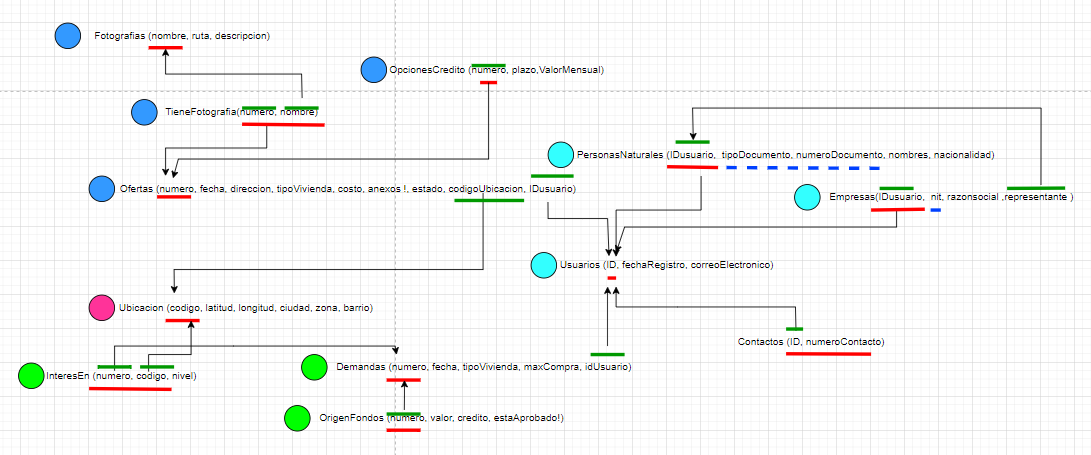 Fotografias (nombre, ruta, descripcion)
OpcionesCredito (numero, plazo,ValorMensual)
TieneFotografia(numero, nombre)
PersonasNaturales (IDusuario, tipoDocumento, numeroDocumento, nombres, nacionalidad)
Ofertas (numero, fecha, direccion, tipoVivienda, costo, anexos !, estado, codigoUbicacion, IDusuario)
Empresas(IDusuario, nit, razonsocial ,representante )
Usuarios (ID, fechaRegistro, correoElectronico)
Ubicacion (codigo, latitud, longitud, ciudad, zona, barrio)
Contactos (ID, numeroContacto)
Demandas (numero, fecha, tipoVivienda, maxCompra, idUsuario)
InteresEn (numero, codigo, nivel)
OrigenFondos (numero, valor, credito, estaAprobado!)